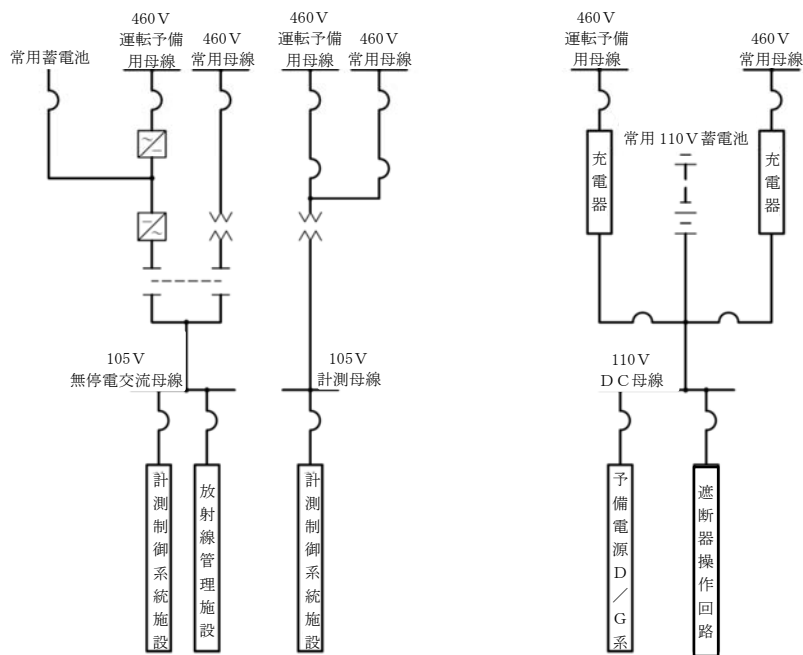 常用蓄電池
460V
運転予備
用母線
460V
常用母線
460V
運転予備
用母線
460V
常用母線
105V
無停電交流母線
105V
計測母線
計測制御系統施設
放射線管理施設
計測制御系統施設
460V
運転予備
用母線
460V
常用母線
充電器
常用110V蓄電池
充電器
110V
DC母線
予備電源D/G系
遮断器操作回路